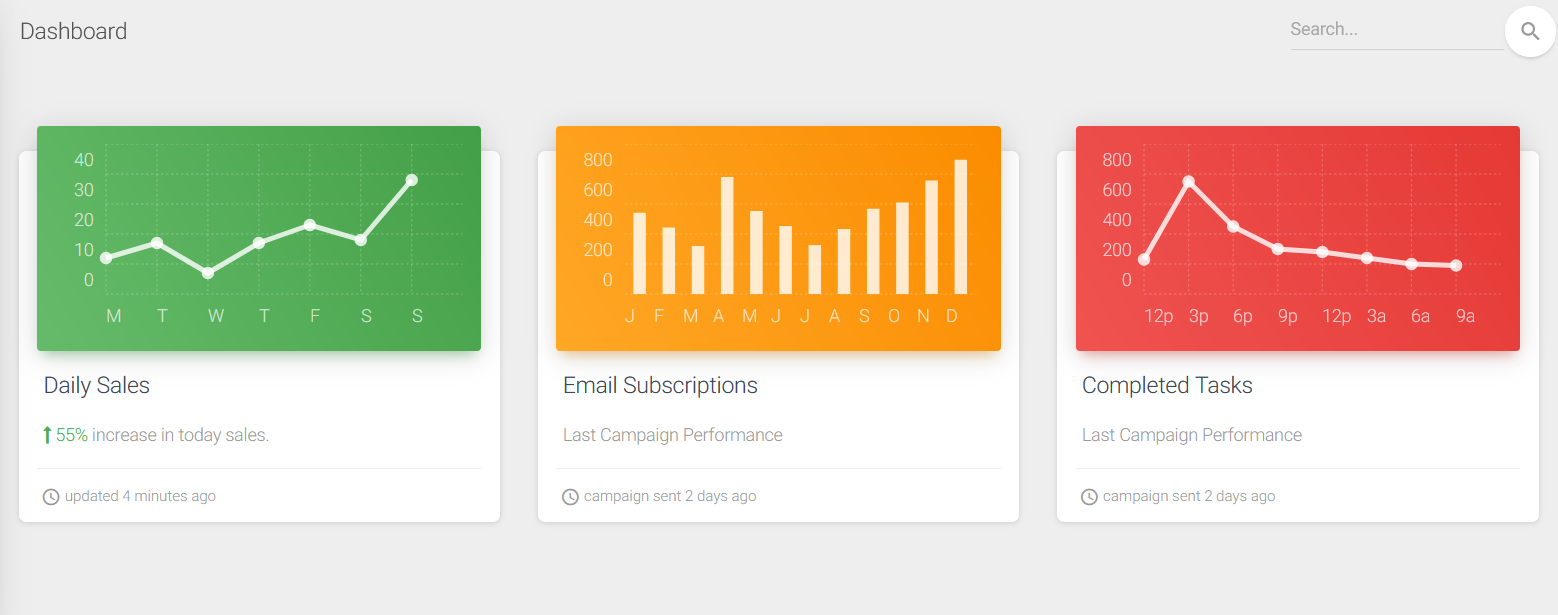 Dashboard
Search...
40
30
20
10
0
M T W T F S S
Daily Sales
55% increase in today sales.
updated 4 minutes ago
800
600
400
200
0
J F M A M J J A S O N D
Email Subscriptions
Last Campaign Performance
campaign sent 2 days ago
800
600
400
200
0
12p 3p 6p 9p 12p 3a 6a 9a
Completed Tasks
Last Campaign Performance
campaign sent 2 days ago